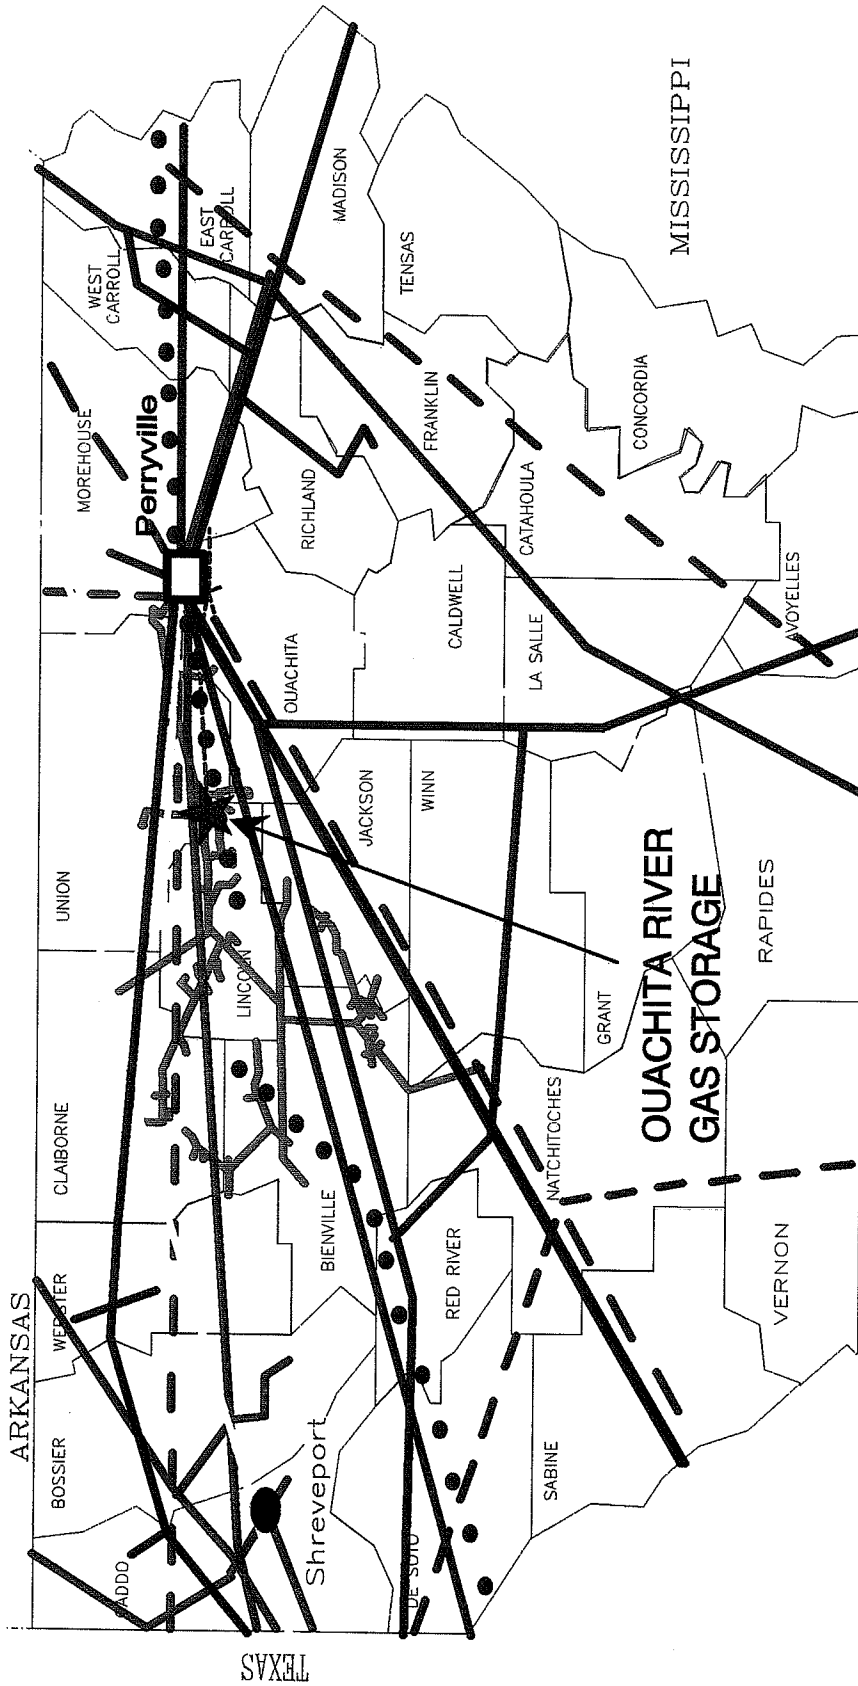 ARKANSAS
MISSISSIPPI
TEXAS
BOSSIER
WEBSTER
CLAIBORNE
UNION
MOREHOUSE
WEST
CARROLL
EAST
CARROLL
Perryville
CADDO
Shreveport
BIENVILLE
LINCOLN
OUACHITA
RICHLAND
MADISON
DE SOTO
RED RIVER
JACKSON
WINN
CALDWELL
FRANKLIN
TENSAS
SABINE
NATCHITOCHES
GRANT
LA SALLE
CATAHOULA
CONCORDIA
VERNON
RAPIDES
AVOYELLES
OUACHITA RIVER
GAS STORAGE